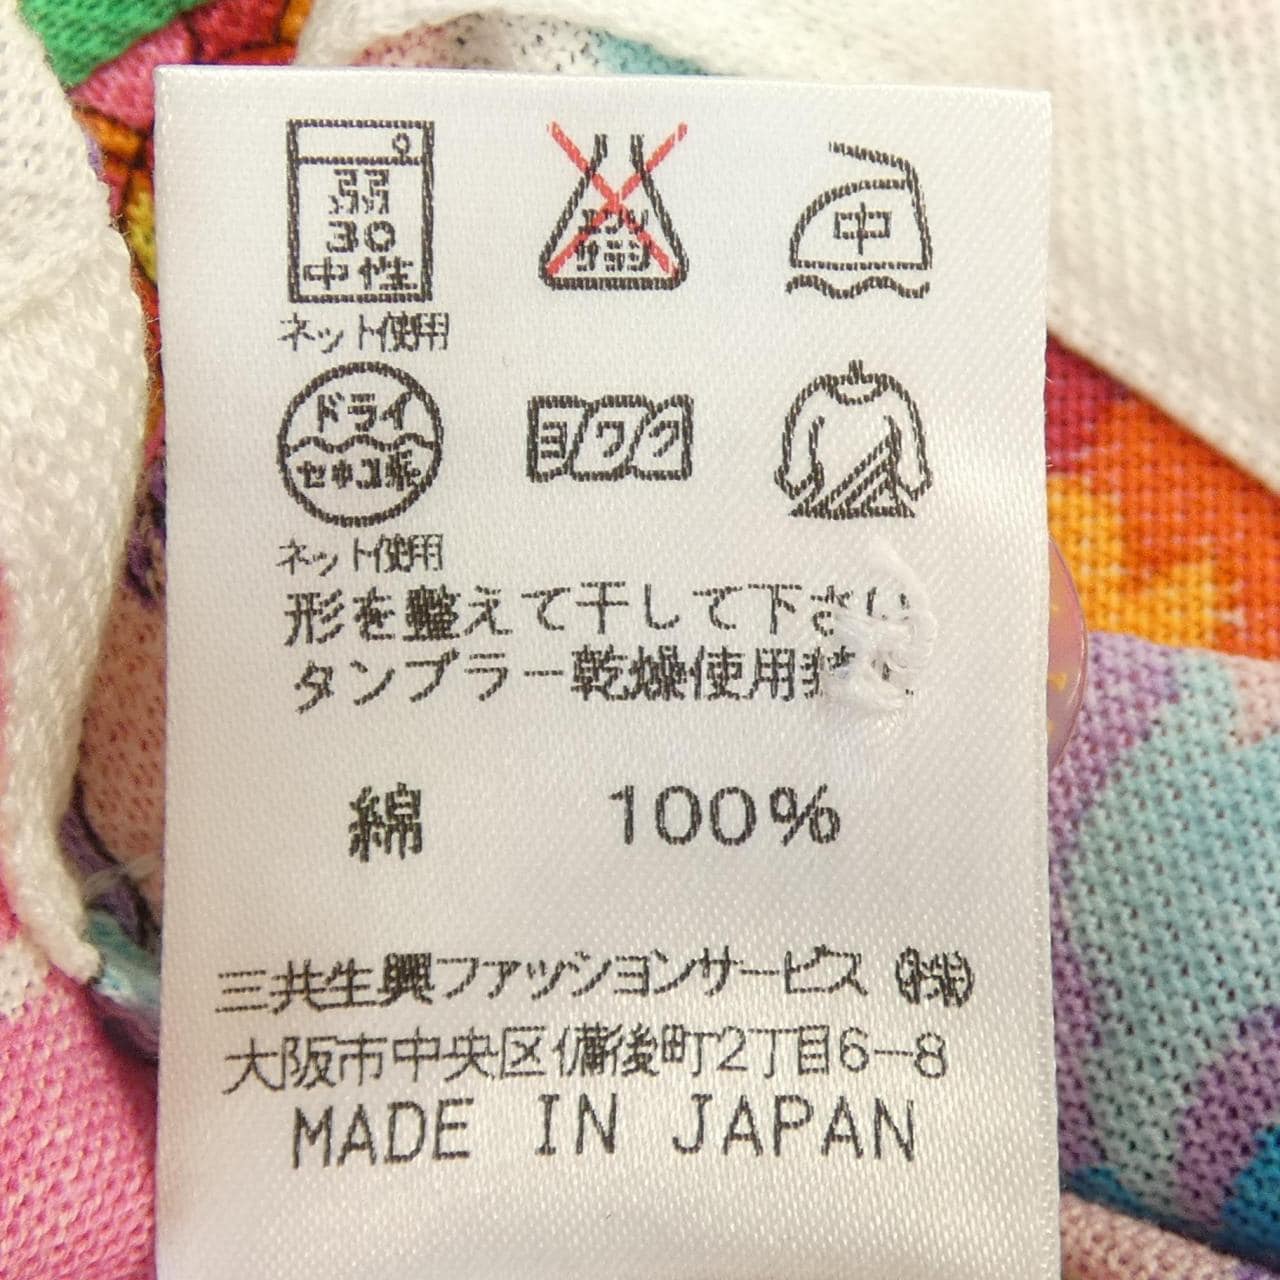 弱
30
中性
ネット使用
中
ドライ
セキユ系
ネット使用
ヨワク
形を整えて干して下さい
タンブラー乾燥使用禁止
綿 100%
三共生興ファッションサービス(株)
大阪市中央区備後町2丁目6-8
MADE IN JAPAN